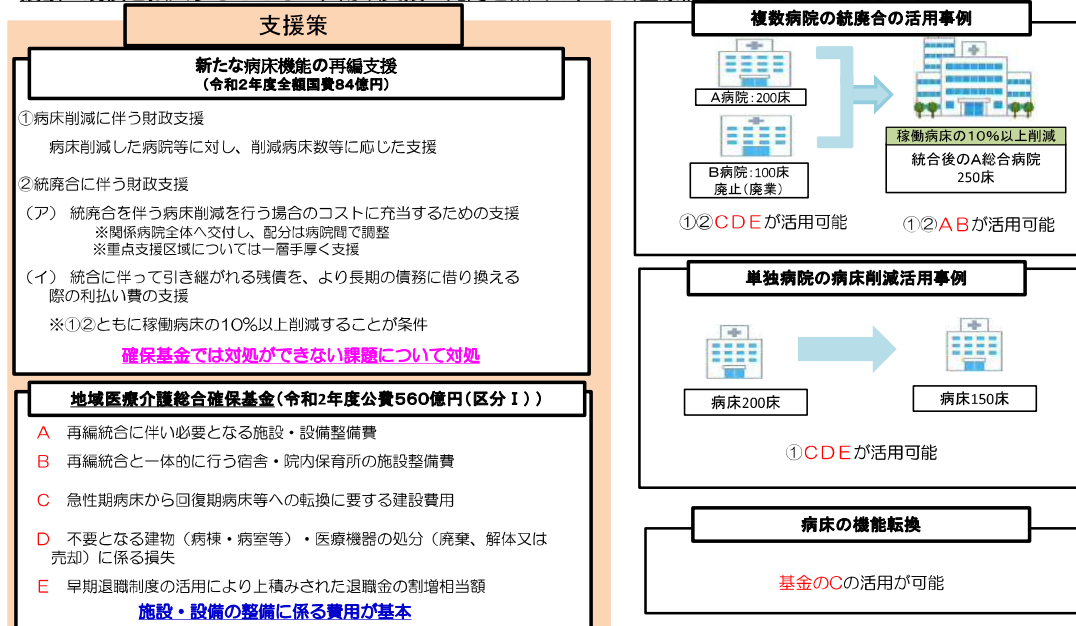 支援策
新たな病床機能の再編支援
(令和2年度全額国費84億円)
①病床削減に伴う財政支援
病床削減した病院等に対し、削減病床数等に応じた支援
②統廃合に伴う財政支援
（ア） 統廃合を伴う病床削減を行う場合のコストに充当するための支援
※関係病院全体へ交付し、配分は病院間で調整
※重点支援区域については一層手厚く支援
（イ） 統合に伴って引き継がれる残債を、より長期の債務に借り換える
際の利払い費の支援
※①②ともに稼働病床の10%以上削減することが条件
確保基金では対処ができない課題について対処
地域医療介護総合確保基金(令和2年度公費560億円(区分Ⅰ))
A 再編統合に伴い必要となる施設・設備整備費
B 再編統合と一体的に行う宿舎・院内保育所の施設整備費
C 急性期病床から回復期病床等への転換に要する建設費用
D 不要となる建物（病棟・病室等）・医療機器の処分（廃棄、解体又は
売却）に係る損失
E 早期退職制度の活用により上積みされた退職金の割増相当額
施設・設備の整備に係る費用が基本
複数病院の統廃合の活用事例
A病院:200床
B病院:100床
廃止(廃業)
①②CDEが活用可能
稼働病床の10%以上削減
統合後のA総合病院
250床
①②ABが活用可能
単独病院の病床削減活用事例
病床200床
病床150床
①CDEが活用可能
病床の機能転換
基金のCの活用が可能